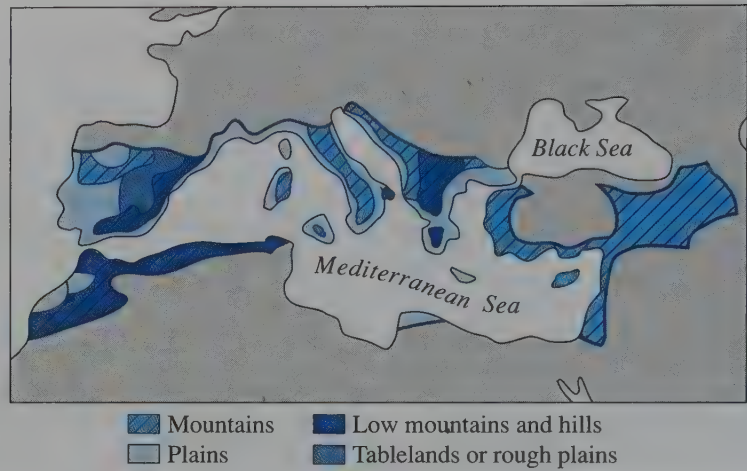 Black Sea
Mediterranean Sea
Mountains
Low mountains and hills
Plains
Tablelands or rough plains